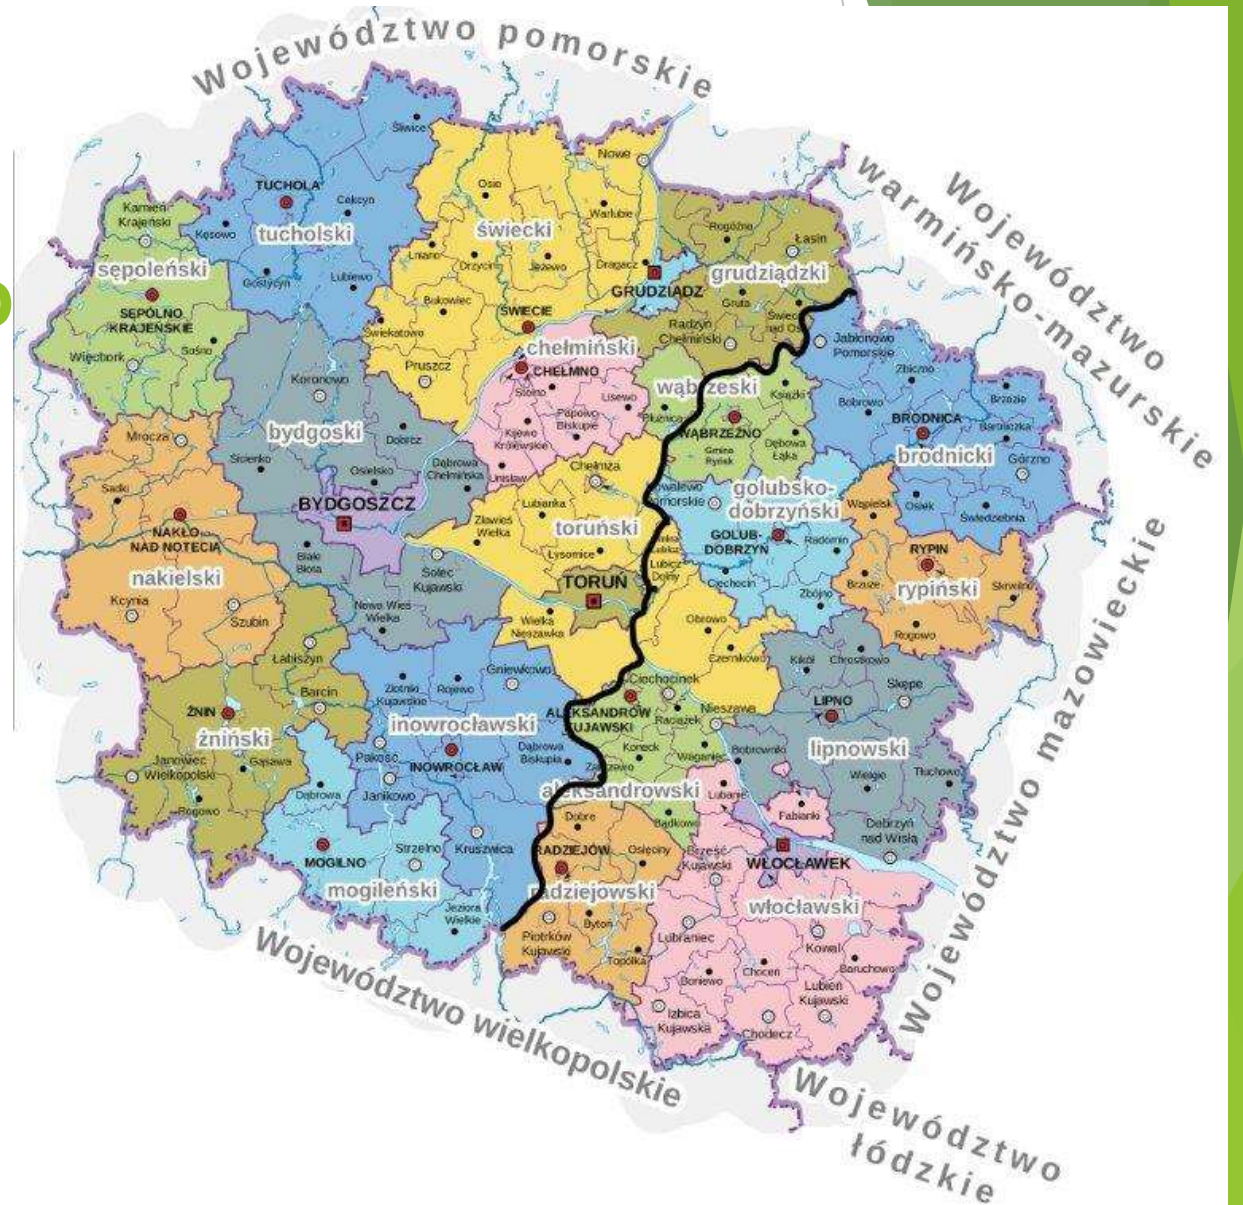 Województwo pomorskie
Województwo
warmińsko-mazurskie
Śliwice
TUCHOLA
Cekcyn
Kęsowo
tucholski
Gostycyn
Lubiewo
Kamień
Krajeński
sępoleński
SĘPÓLNO
KRAJEŃSKIE
Więcbork
Sośno
Nowe
Osie
Warlubie
świecki
Lniano
Drzycim
Jeżewo
Dragacz
Bukowiec
ŚWIECIE
Świekatowo
Pruszcz
Rogóźno
Łasin
grudziądzki
GRUDZIĄDZ
Gruta
Radzyń
Chełmiński
chełmiński
CHEŁMNO
Stolno
Lisewo
Papowo
Biskupie
Kijewo
Królewskie
Unisław
wąbrzeski
Książki
Płużnica
WĄBRZEŹNO
Gmina
Ryńsk
Dębowa
Łąka
Jabłonowo
Pomorskie
Zbiczno
Bobrowo
Brzozie
BRODNICA
Bartniczka
brodnicki
Górzno
Osiek
Świedziebnia
Koronowo
bydgoski
Dobrcz
Sicienko
Osielsko
Dąbrowa
Chełmińska
BYDGOSZCZ
Białe
Błota
Solec
Kujawski
Nowa Wieś
Wielka
Mrocza
Sadki
NAKŁO
NAD NOTECIĄ
nakielski
Kcynia
Szubin
Chełmża
Łubianka
toruński
Zławieś
Wielka
Łysomice
TORUŃ
Lubicz
Dolny
Wielka
Nieszawka
Obrowo
Czernikowo
golubsko-
dobrzyński
GOLUB-
DOBRZYŃ
Radomin
Ciechocin
Zbójno
Wąpielsk
RYPIN
Brzuze
rypiński
Skrwilno
Rogowo
Łabiszyn
Barcin
ŻNIN
żniński
Janowiec
Wielkopolski
Gąsawa
Rogowo
Gniewkowo
Złotniki
Kujawskie
Rojewo
inowrocławski
Pakość
INOWROCŁAW
Dąbrowa
Biskupia
Janikowo
Kruszwica
Dąbrowa
MOGILNO
Strzelno
mogileński
Jeziora
Wielkie
Ciechocinek
ALEKSANDRÓW
KUJAWSKI
Raciążek
Nieszawa
Koneck
Waganiec
aleksandrowski
Bądkowo
Kikół
Chrostkowo
Skępe
LIPNO
Bobrowniki
lipnowski
Wielgie
Tłuchowo
Dobrzyń
nad Wisłą
Dobre
RADZIEJÓW
Osięciny
radziejowski
Bytoń
Piotrków
Kujawski
Topólka
Lubanie
Fabianki
Brześć
Kujawski
WŁOCŁAWEK
włocławski
Lubraniec
Kowal
Boniewo
Choceń
Baruchowo
Lubień
Kujawski
Izbica
Kujawska
Chodecz
Województwo mazowieckie
Województwo wielkopolskie
Województwo
łódzkie